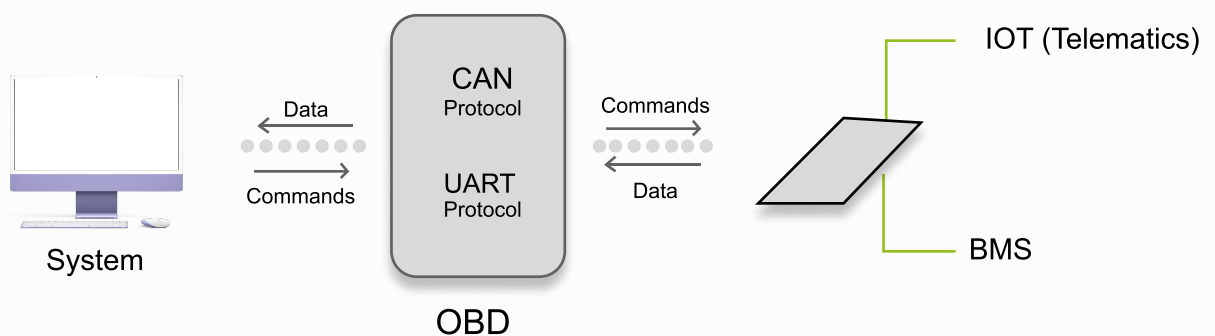 Data
Commands
System
CAN
Protocol
UART
Protocol
OBD
Commands
Data
IOT (Telematics)
BMS